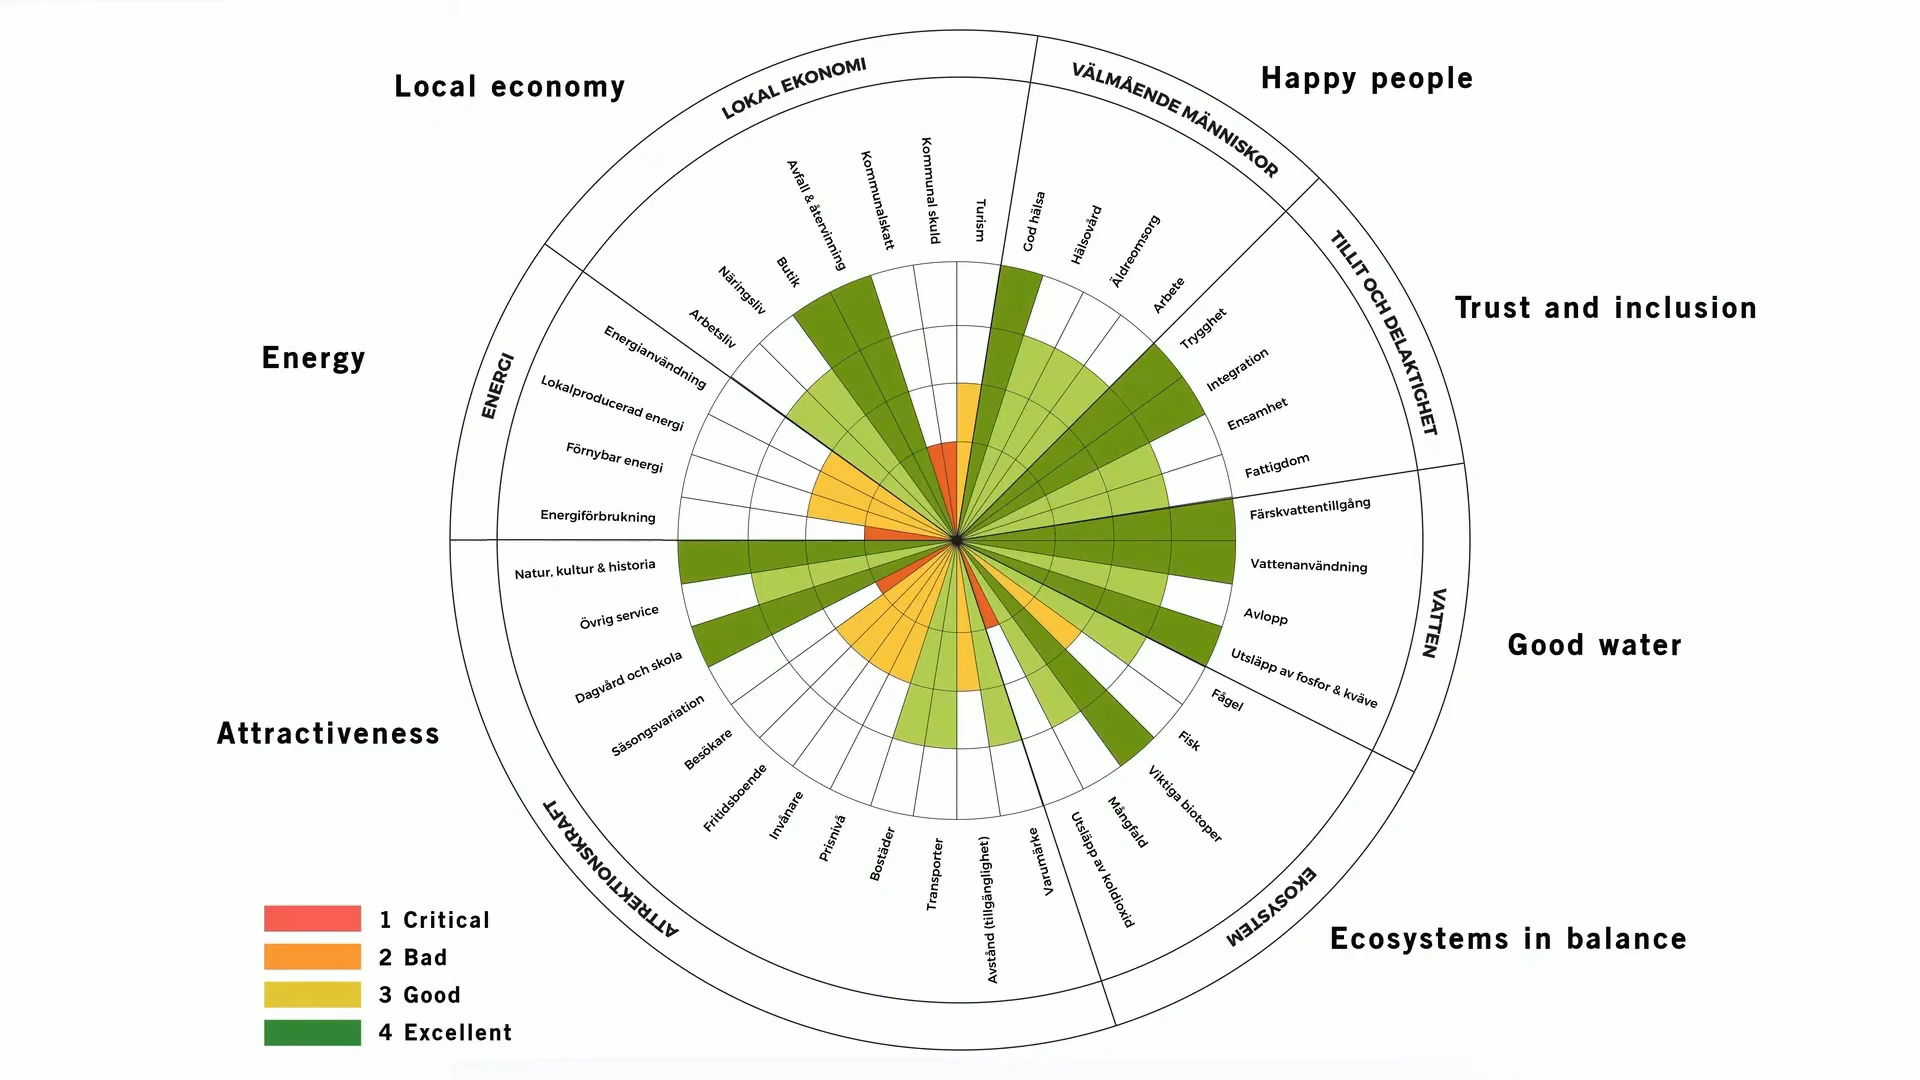 Local economy
Happy people
LOKAL EKONOMI
VÄLMÅENDE MÄNNISKOR
TILLIT OCH DELAKTIGHET
Trust and inclusion
VATTEN
Good water
EKOSYSTEM
Ecosystems in balance
ATTREKTIONSKRAFT
Attractiveness
ENERGI
Energy
Arbetsliv
Näringsliv
Butik
Avfall & återvinning
Kommunalskatt
Kommunal skuld
Turism
God hälsa
Hälsovård
Äldreomsorg
Arbete
Trygghet
Integration
Ensamhet
Fattigdom
Färskvattentillgång
Vattenanvändning
Avlopp
Utsläpp av fosfor & kväve
Fågel
Fisk
Viktiga biotoper
Mångfald
Utsläpp av koldioxid
Varumärke
Avstånd (tillgänglighet)
Transporter
Bostäder
Prisnivå
Invånare
Fritidsboende
Besökare
Säsongsvariation
Dagvård och skola
Övrig service
Natur, kultur & historia
Energiförbrukning
Förnybar energi
Lokalproducerad energi
Energianvändning
1 Critical
2 Bad
3 Good
4 Excellent